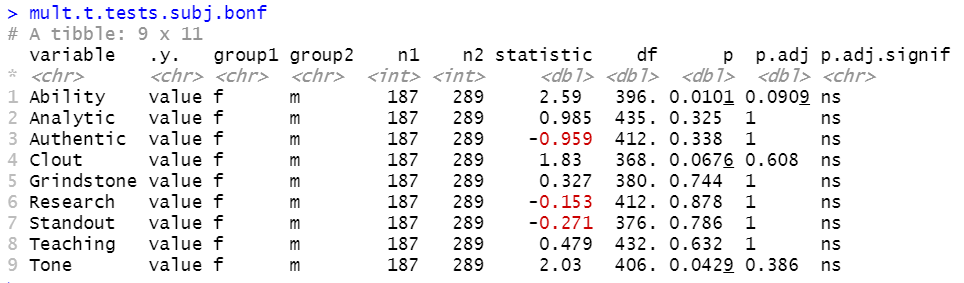 > mult.t.tests.subj.bonf
# A tibble: 9 x 11
variable .y. group1 group2 n1 n2 statistic df p p.adj p.adj.signif
* <chr> <chr> <chr> <chr> <int> <int> <dbl> <dbl> <dbl> <dbl> <chr>
1 Ability value f m 187 289 2.59 396. 0.0101 0.0909 ns
2 Analytic value f m 187 289 0.985 435. 0.325 1 ns
3 Authentic value f m 187 289 -0.959 412. 0.338 1 ns
4 Clout value f m 187 289 1.83 368. 0.0676 0.608 ns
5 Grindstone value f m 187 289 0.327 380. 0.744 1 ns
6 Research value f m 187 289 -0.153 412. 0.878 1 ns
7 Standout value f m 187 289 -0.271 376. 0.786 1 ns
8 Teaching value f m 187 289 0.479 432. 0.632 1 ns
9 Tone value f m 187 289 2.03 406. 0.0429 0.386 ns